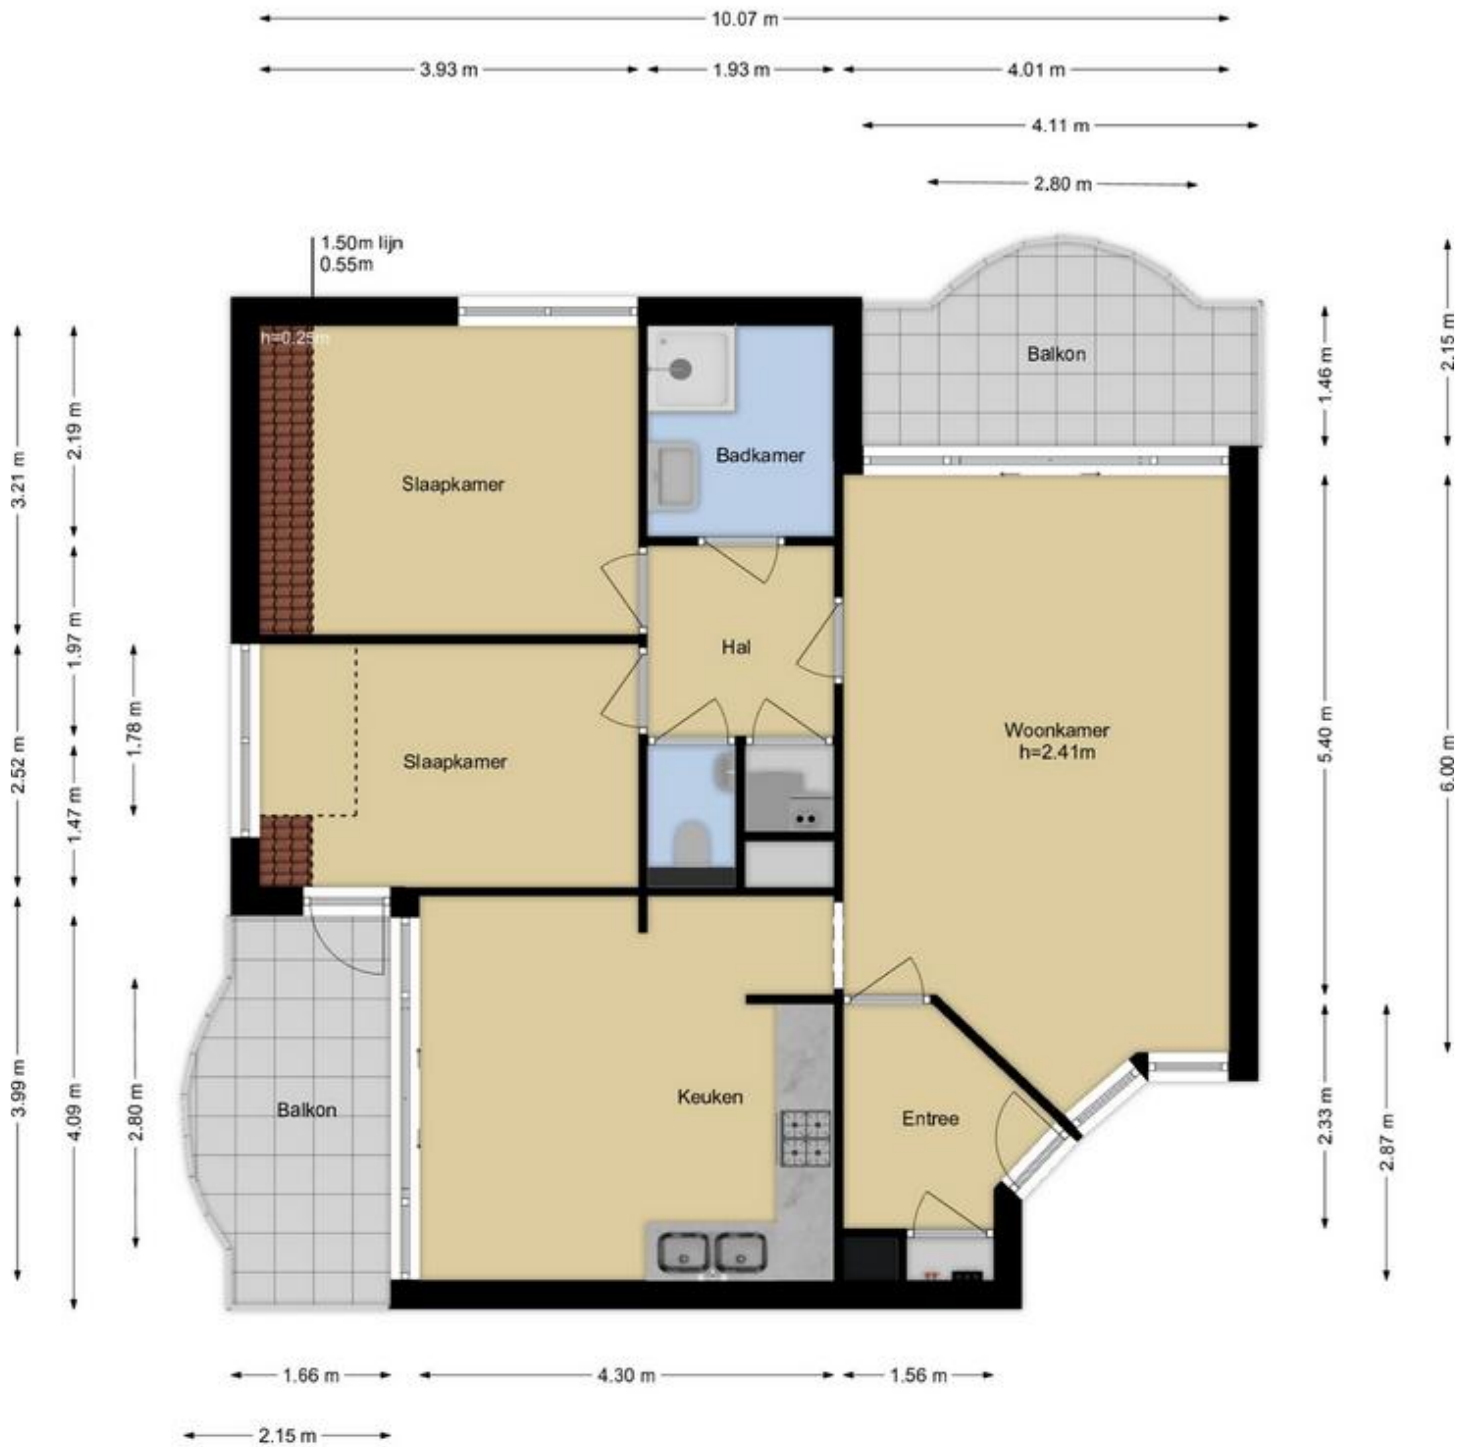 10.07 m
3.93 m
1.93 m
4.01 m
4.11 m
2.80 m
1.50m lijn
0.55m
h=0.25m
Balkon
Badkamer
Slaapkamer
Hal
Woonkamer
h=2.41m
Slaapkamer
Keuken
Balkon
Entree
3.21 m
2.19 m
1.97 m
2.52 m
1.47 m
1.78 m
3.99 m
4.09 m
2.80 m
2.15 m
1.46 m
5.40 m
6.00 m
2.33 m
2.87 m
1.66 m
4.30 m
1.56 m
2.15 m